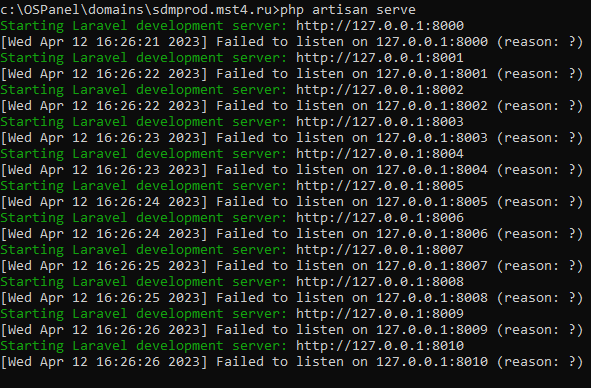 c:\OSPanel\domains\sdmprod.mst4.ru>php artisan serve
Starting Laravel development server: http://127.0.0.1:8000
[Wed Apr 12 16:26:21 2023] Failed to listen on 127.0.0.1:8000 (reason: ?)
Starting Laravel development server: http://127.0.0.1:8001
[Wed Apr 12 16:26:22 2023] Failed to listen on 127.0.0.1:8001 (reason: ?)
Starting Laravel development server: http://127.0.0.1:8002
[Wed Apr 12 16:26:22 2023] Failed to listen on 127.0.0.1:8002 (reason: ?)
Starting Laravel development server: http://127.0.0.1:8003
[Wed Apr 12 16:26:23 2023] Failed to listen on 127.0.0.1:8003 (reason: ?)
Starting Laravel development server: http://127.0.0.1:8004
[Wed Apr 12 16:26:23 2023] Failed to listen on 127.0.0.1:8004 (reason: ?)
Starting Laravel development server: http://127.0.0.1:8005
[Wed Apr 12 16:26:24 2023] Failed to listen on 127.0.0.1:8005 (reason: ?)
Starting Laravel development server: http://127.0.0.1:8006
[Wed Apr 12 16:26:24 2023] Failed to listen on 127.0.0.1:8006 (reason: ?)
Starting Laravel development server: http://127.0.0.1:8007
[Wed Apr 12 16:26:25 2023] Failed to listen on 127.0.0.1:8007 (reason: ?)
Starting Laravel development server: http://127.0.0.1:8008
[Wed Apr 12 16:26:25 2023] Failed to listen on 127.0.0.1:8008 (reason: ?)
Starting Laravel development server: http://127.0.0.1:8009
[Wed Apr 12 16:26:26 2023] Failed to listen on 127.0.0.1:8009 (reason: ?)
Starting Laravel development server: http://127.0.0.1:8010
[Wed Apr 12 16:26:26 2023] Failed to listen on 127.0.0.1:8010 (reason: ?)